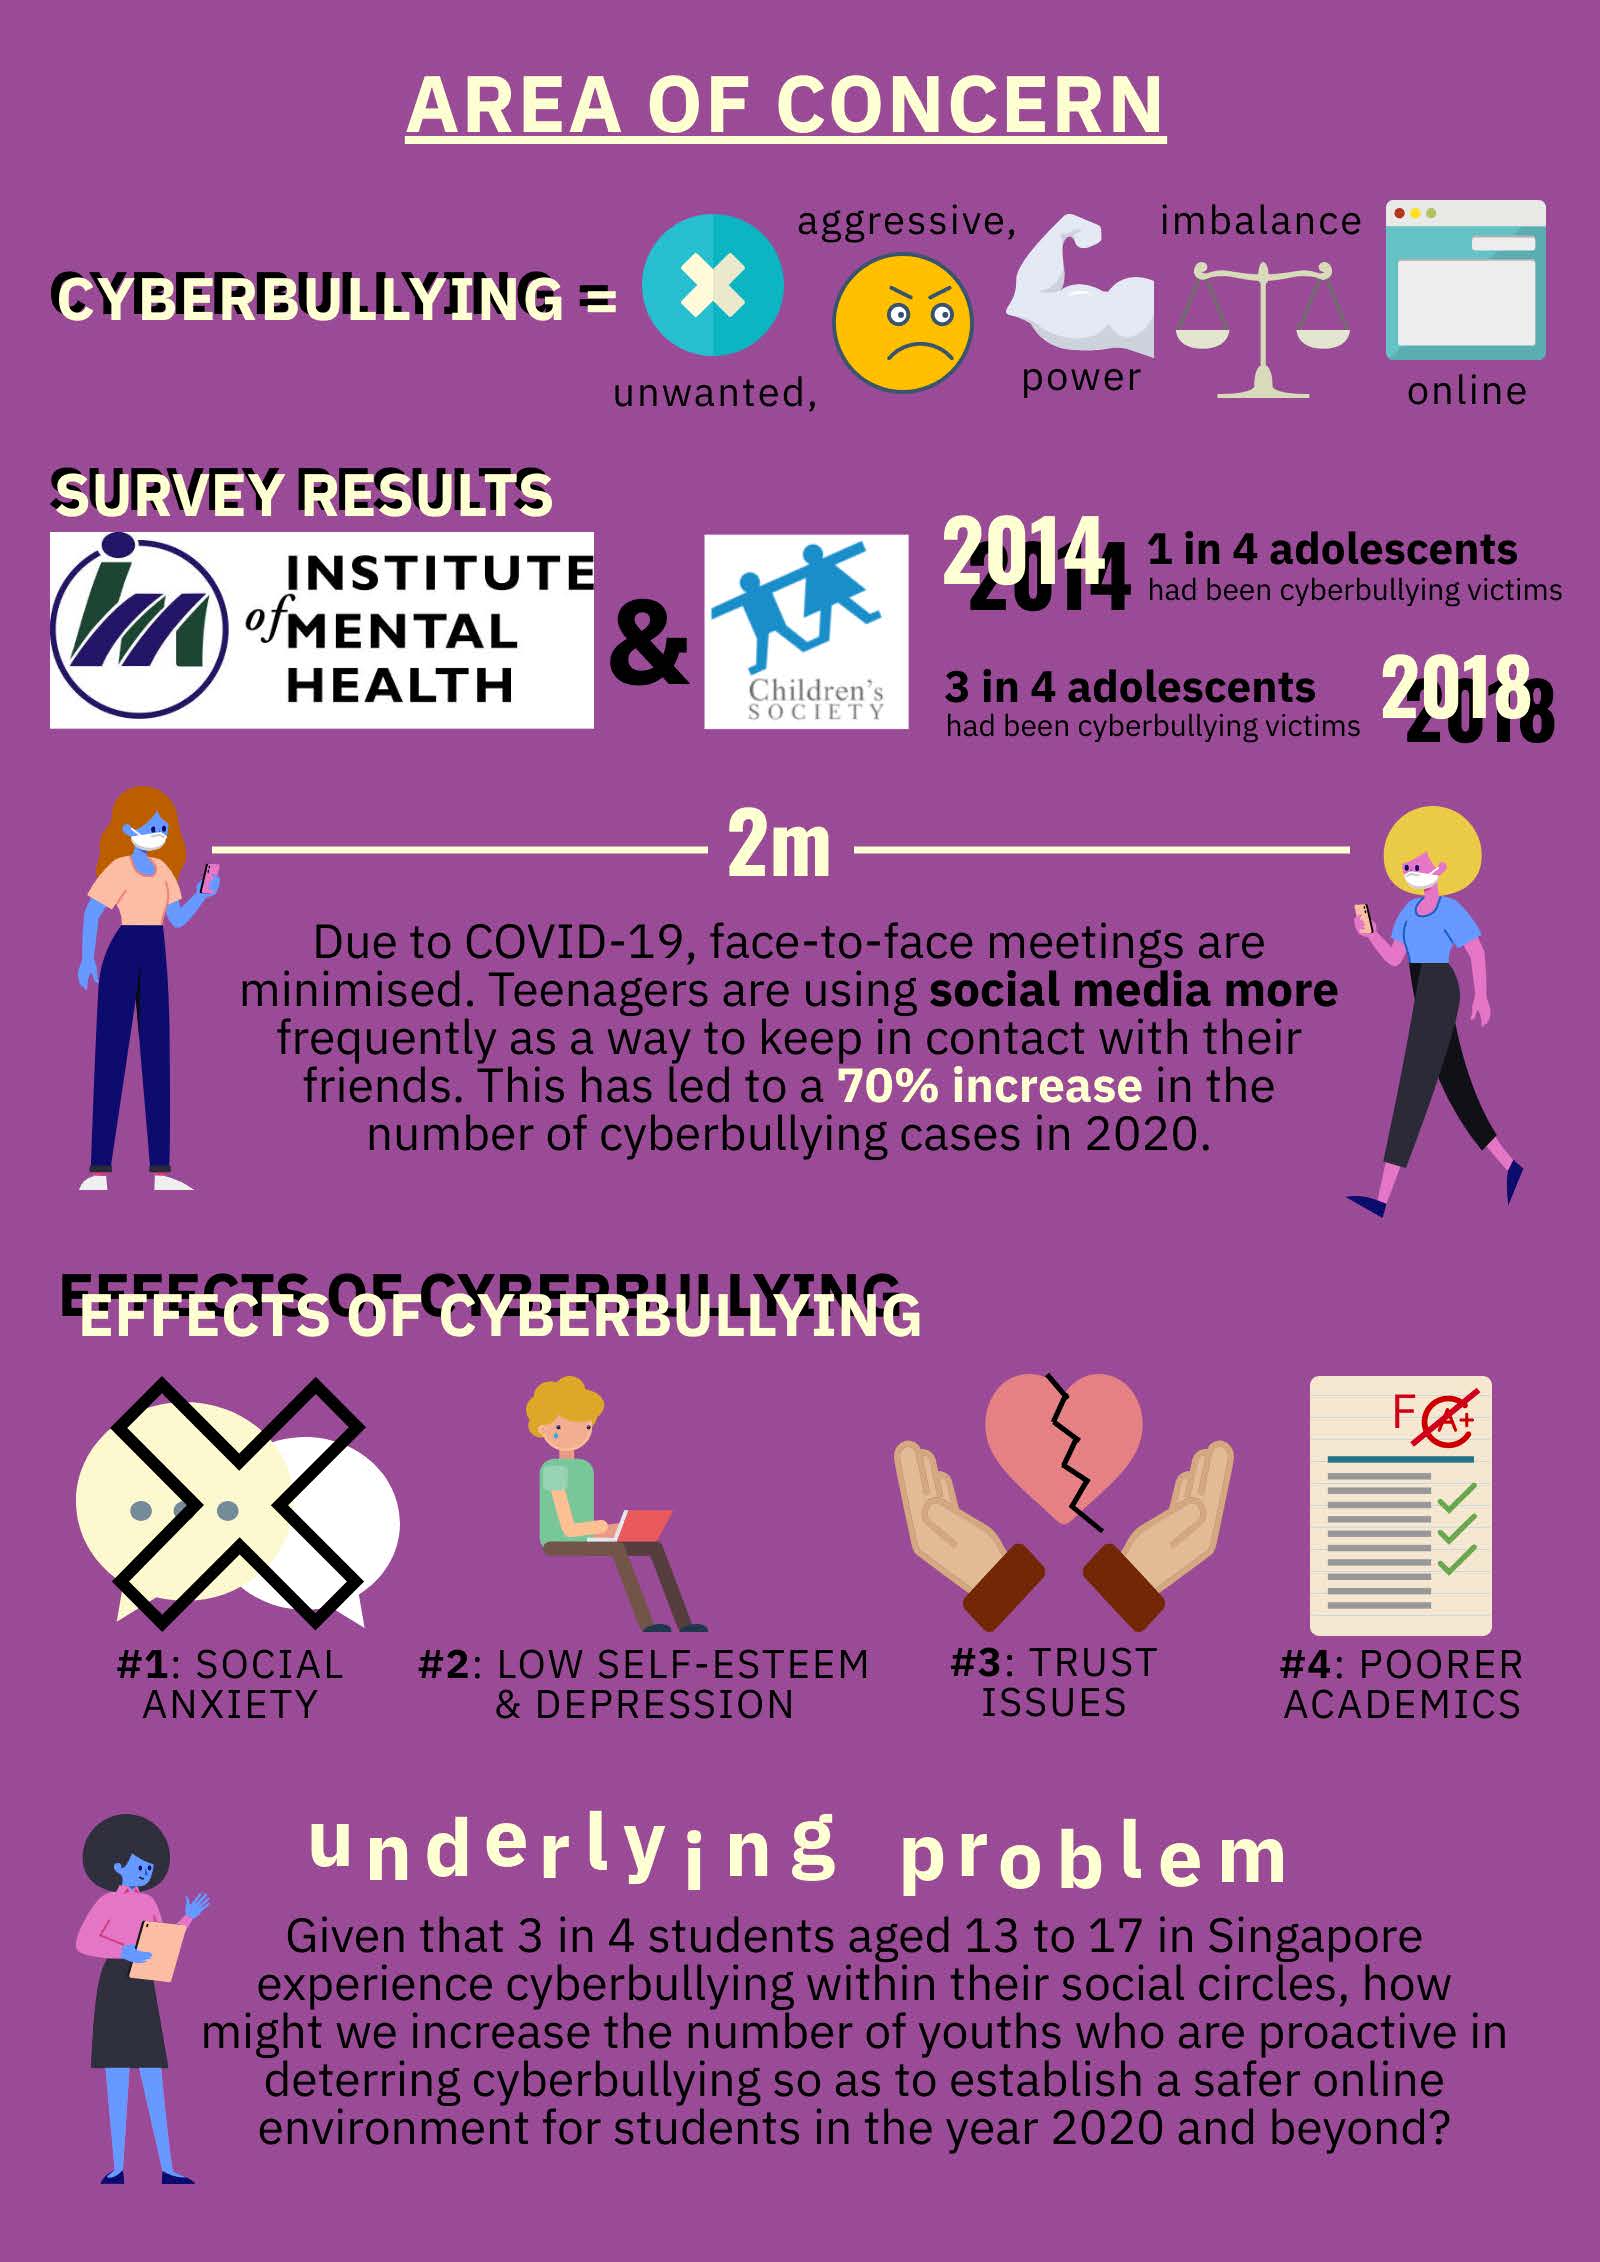 AREA OF CONCERN
CYBERBULLYING =
unwanted,
aggressive,
power
imbalance
online
SURVEY RESULTS
INSTITUTE
of MENTAL
HEALTH
&
Children's
SOCIETY
2014
1 in 4 adolescents
had been cyberbullying victims
3 in 4 adolescents
had been cyberbullying victims
2018
2m
Due to COVID-19, face-to-face meetings are
minimised. Teenagers are using social media more
frequently as a way to keep in contact with their
friends. This has led to a 70% increase in the
number of cyberbullying cases in 2020.
EFFECTS OF CYBERBULLYING
F A+
#1: SOCIAL
ANXIETY
#2: LOW SELF-ESTEEM
& DEPRESSION
#3: TRUST
ISSUES
#4: POORER
ACADEMICS
underlying problem
Given that 3 in 4 students aged 13 to 17 in Singapore
experience cyberbullying within their social circles, how
might we increase the number of youths who are proactive in
deterring cyberbullying so as to establish a safer online
environment for students in the year 2020 and beyond?